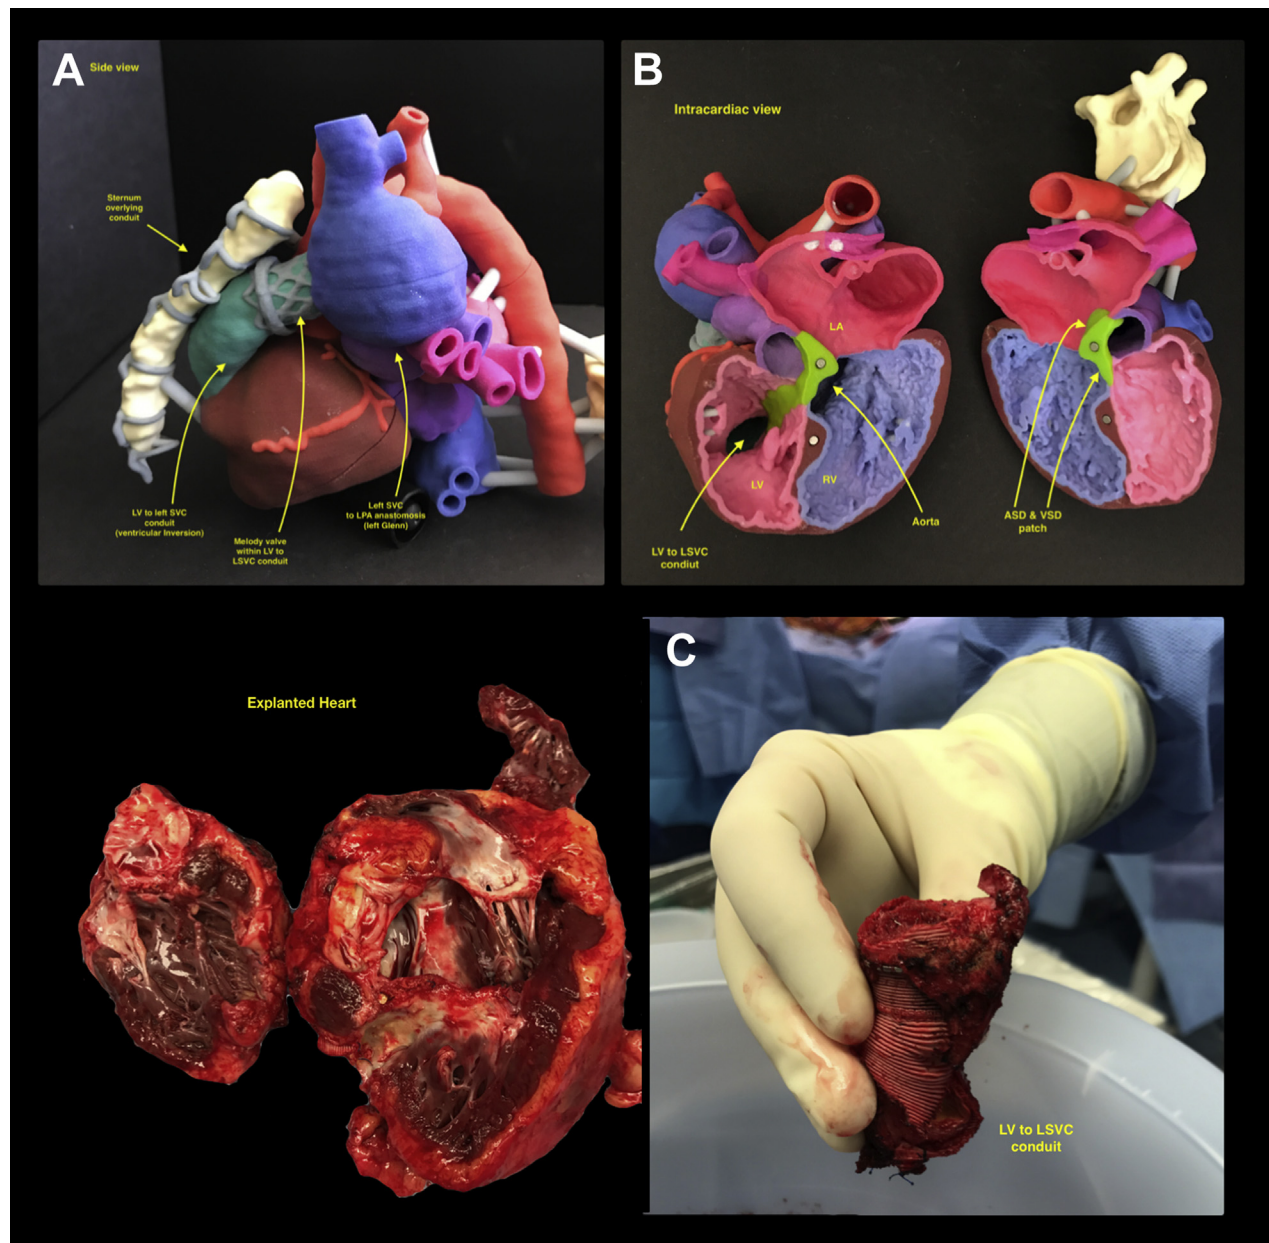 A
Side view
Sternum
overlying
conduit
LV to left SVC
conduit
(ventricular Inversion)
Melody valve
within LV to
LSVC conduit
Left SVC
to LPA anastomosis
(left Glenn)
B
Intracardiac view
LA
LV
RV
Aorta
LV to LSVC
condiut
ASD & VSD
patch
Explanted Heart
C
LV to LSVC
conduit